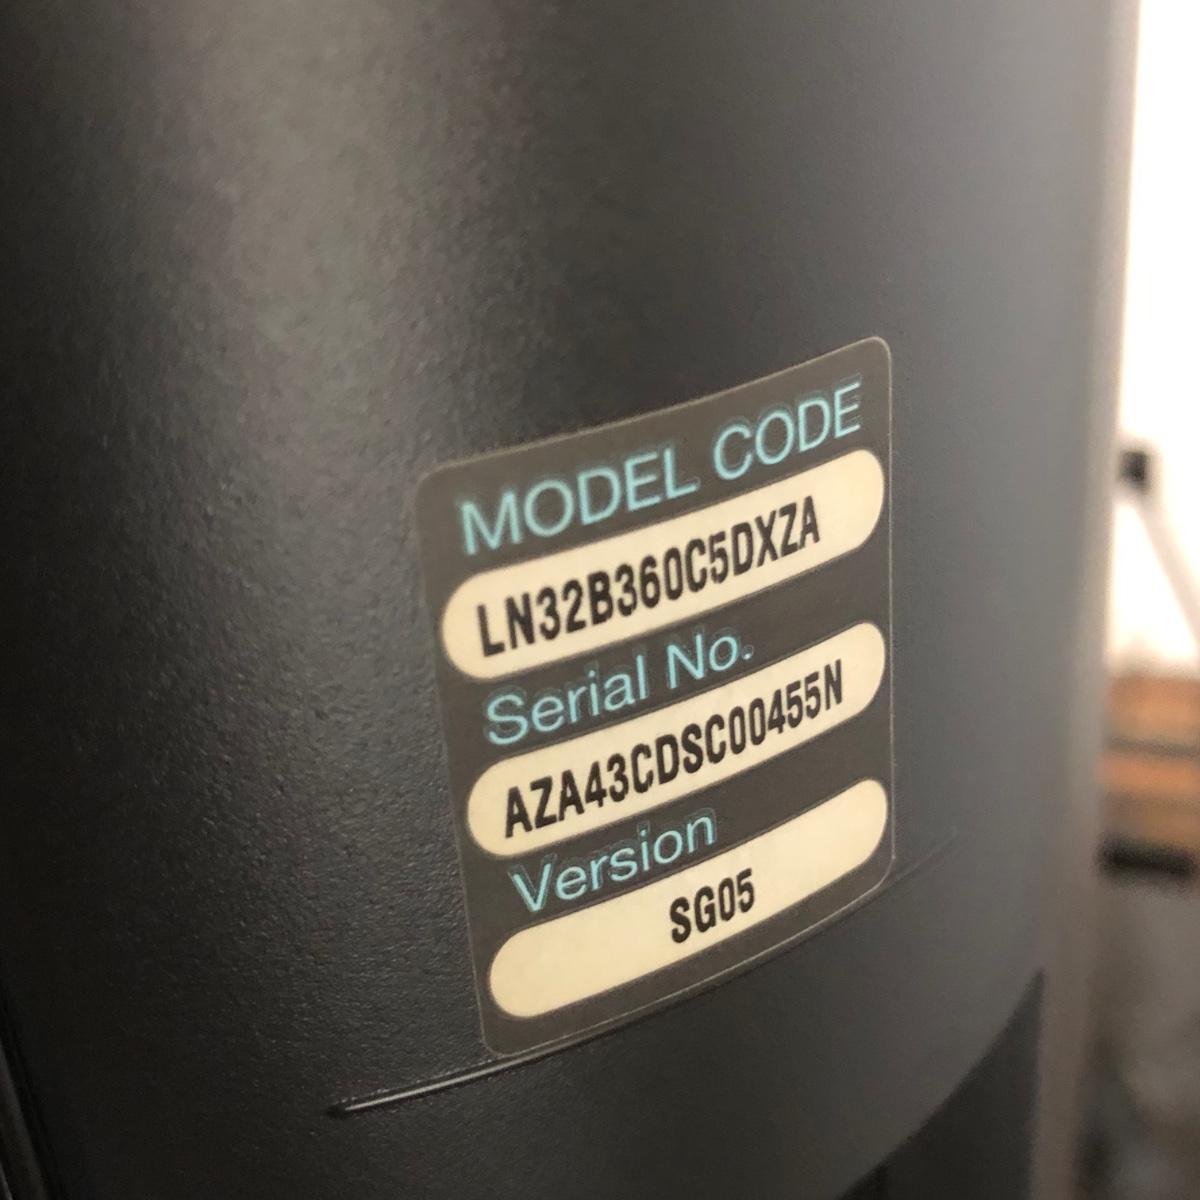 MODEL CODE
LN32B360C5DXZA
Serial No.
AZA43CDSC00455N
Version
SG05